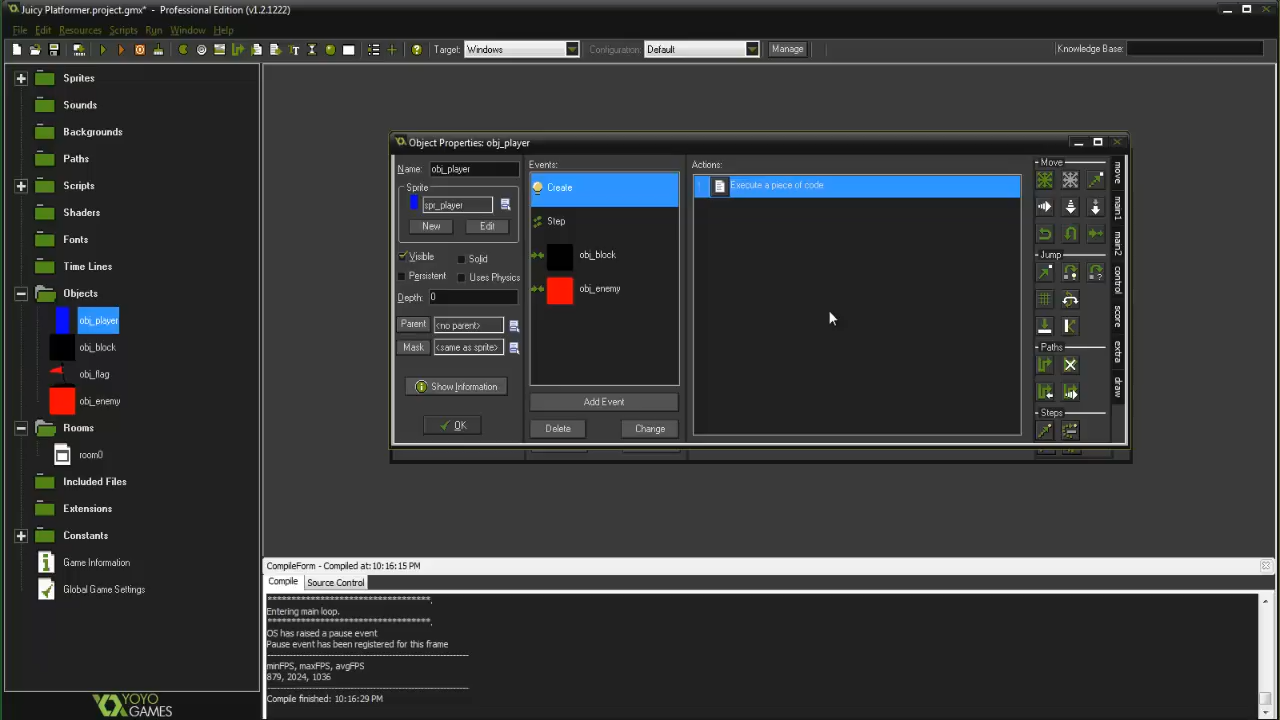 Juicy Platformer.project.gmx* - Professional Edition (v1.2.1222)
File Edit Resources Scripts Run Window Help
Target: Windows Configuration: Default Manage Knowledge Base:
Sprites
Sounds
Backgrounds
Paths
Scripts
Shaders
Fonts
Time Lines
Objects
obj_player
obj_block
obj_flag
obj_enemy
Rooms
room0
Included Files
Extensions
Constants
Game Information
Global Game Settings
YOYO
GAMES
Object Properties: obj_player
Name: obj_player
Sprite
spr_player
New Edit
Visible Solid
Persistent Uses Physics
Depth: 0
Parent <no parent>
Mask <same as sprite>
Show Information
OK
Events:
Create
Step
obj_block
obj_enemy
Add Event
Delete Change
Actions:
Execute a piece of code
Move
Jump
Paths
Steps
move
main1
main2
control
score
extra
draw
CompileForm - Compiled at:10:16:15 PM
Compile Source Control
***************************************.
Entering main loop.
***************************************.
OS has raised a pause event
Pause event has been registered for this frame
--------------------------------------------------
minFPS, maxFPS, avgFPS
879, 2024, 1036
--------------------------------------------------
Compile finished: 10:16:29 PM